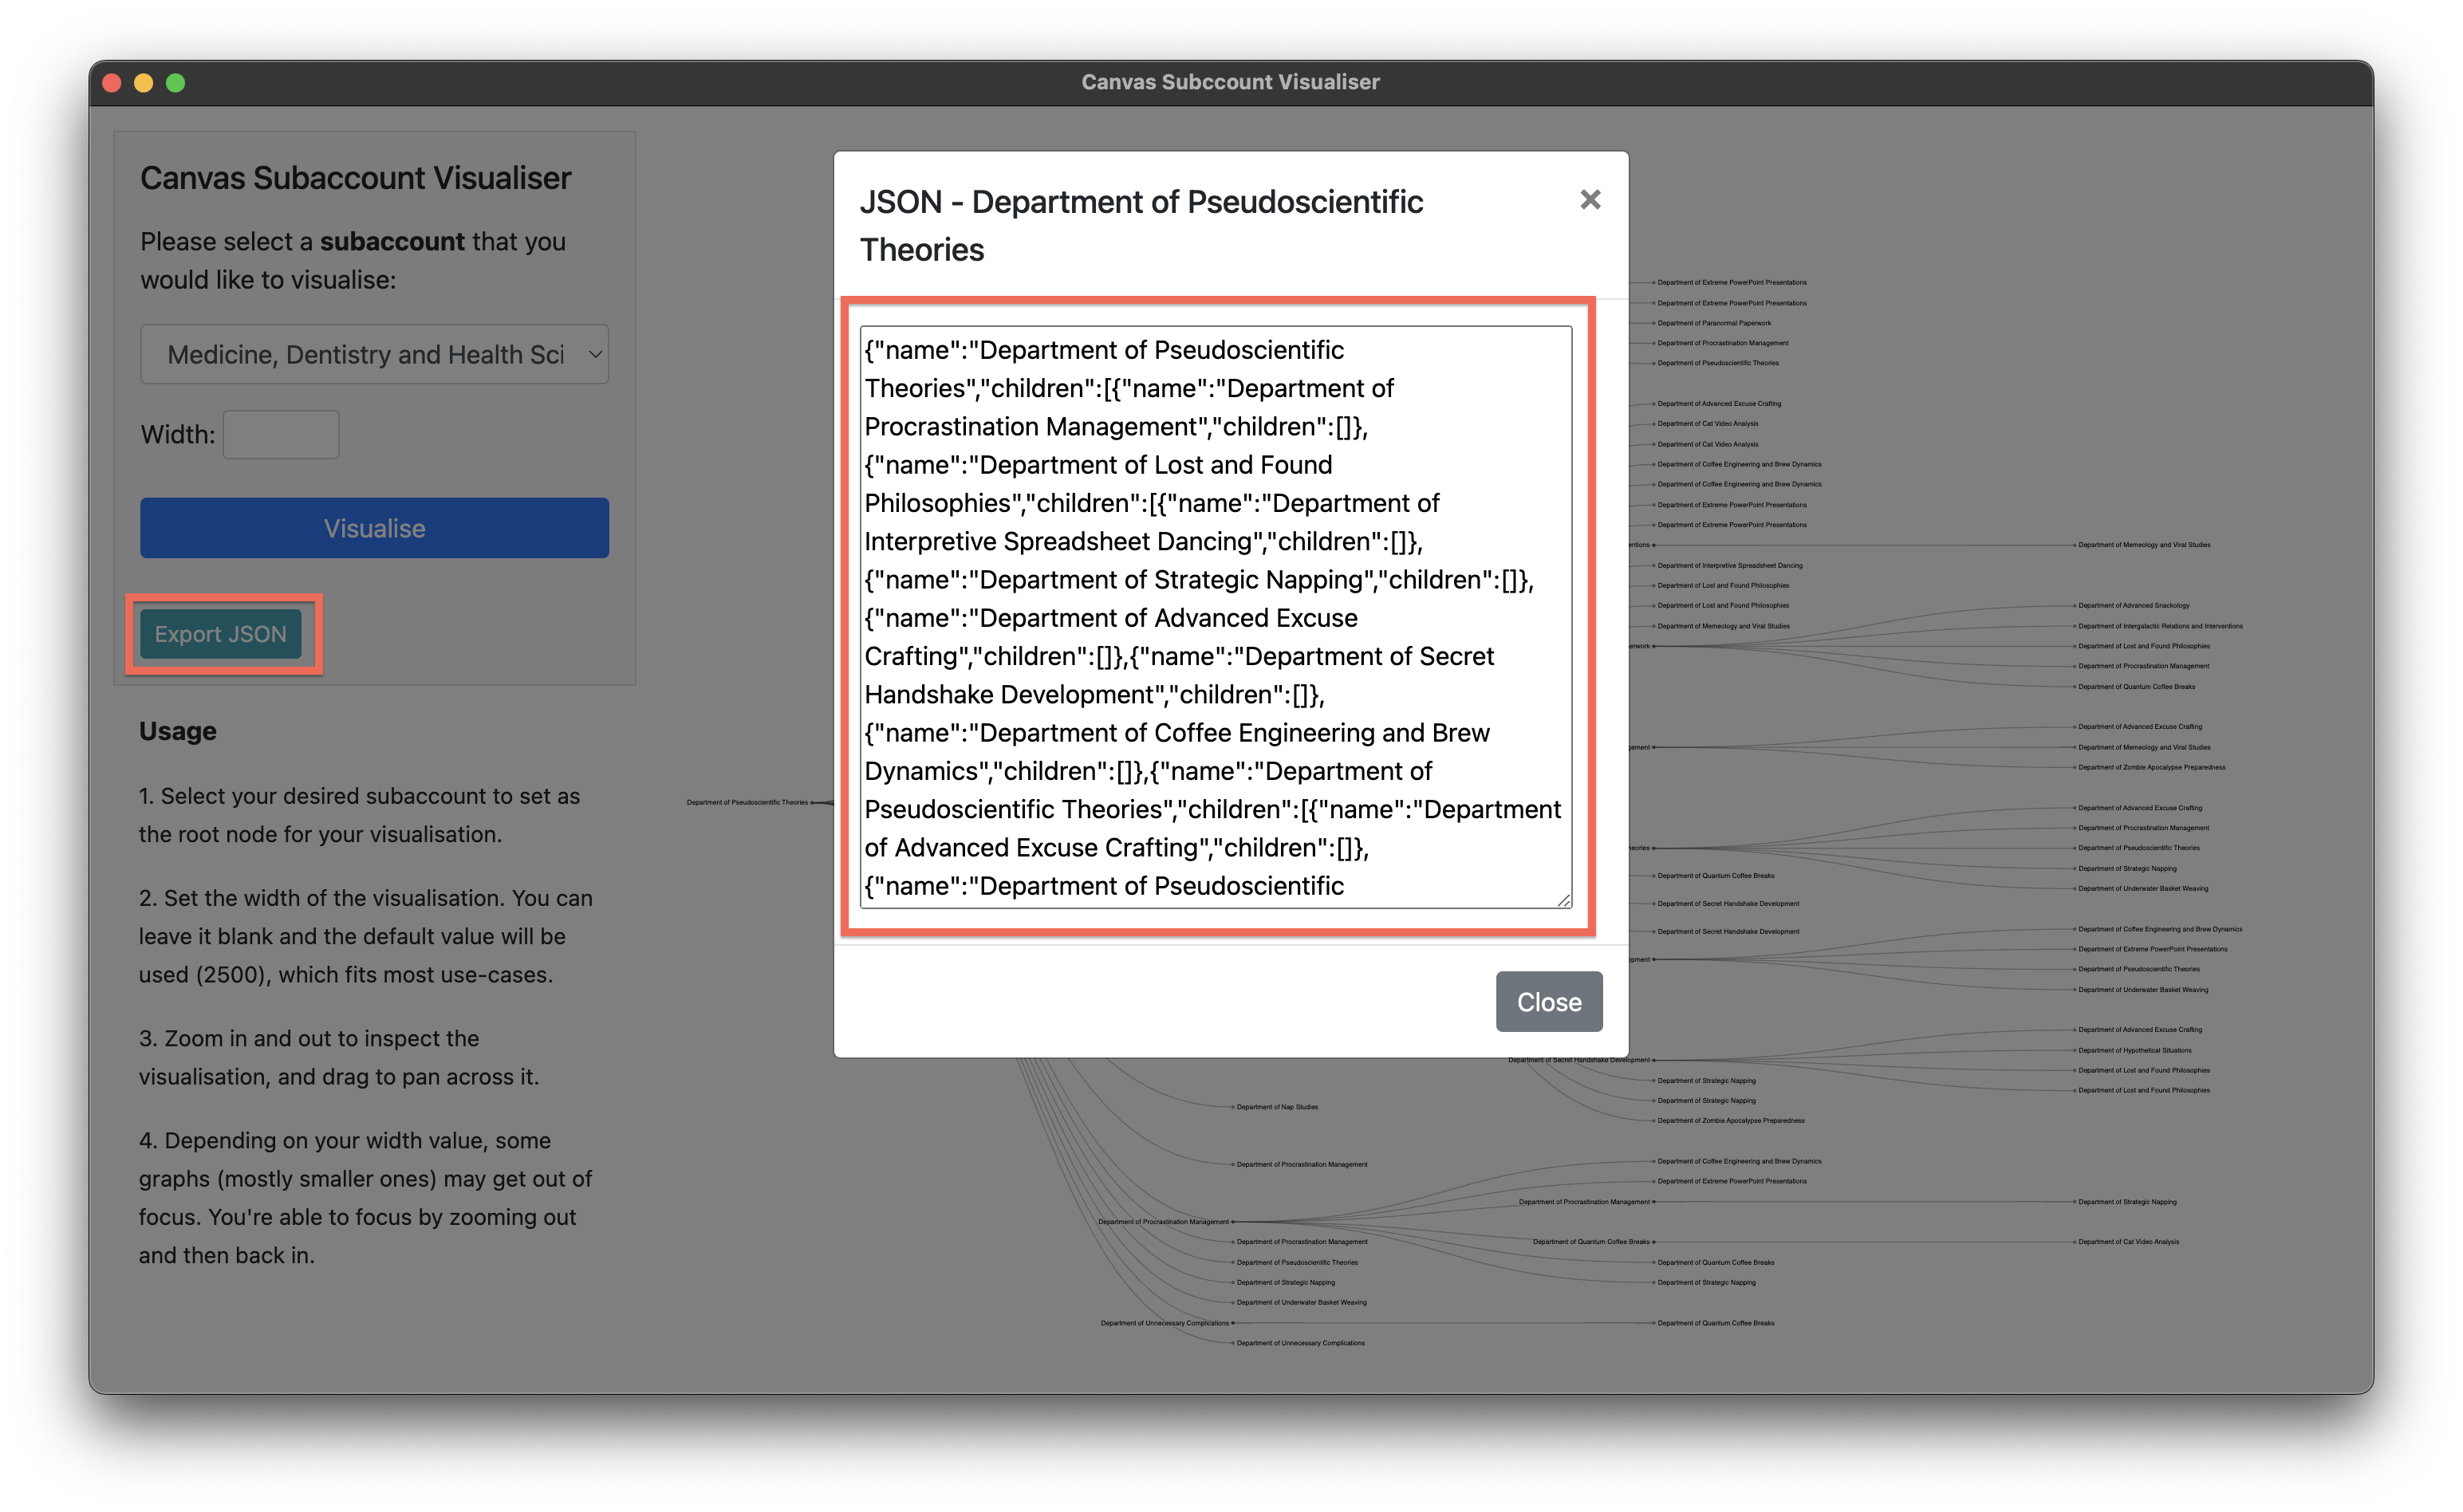 Canvas Subccount Visualiser
Canvas Subaccount Visualiser
Please select a subaccount that you
would like to visualise:
Medicine, Dentistry and Health Sci
Width:
Visualise
Export JSON
Usage
1. Select your desired subaccount to set as
the root node for your visualisation.
2. Set the width of the visualisation. You can
leave it blank and the default value will be
used (2500), which fits most use-cases.
3. Zoom in and out to inspect the
visualisation, and drag to pan across it.
4. Depending on your width value, some
graphs (mostly smaller ones) may get out of
focus. You're able to focus by zooming out
and then back in.
JSON - Department of Pseudoscientific
Theories
×
{"name":"Department of Pseudoscientific
Theories","children":[{"name":"Department of
Procrastination Management","children":[]},
{"name":"Department of Lost and Found
Philosophies","children":[{"name":"Department of
Interpretive Spreadsheet Dancing","children":[]},
{"name":"Department of Strategic Napping","children":[]},
{"name":"Department of Advanced Excuse
Crafting","children":[]},{"name":"Department of Secret
Handshake Development","children":[]},
{"name":"Department of Coffee Engineering and Brew
Dynamics","children":[]},{"name":"Department of
Pseudoscientific Theories","children":[{"name":"Department
of Advanced Excuse Crafting","children":[]},
{"name":"Department of Pseudoscientific
Close
Department of Pseudoscientific Theories
Department of Nap Studies
Department of Procrastination Management
Department of Procrastination Management
Department of Procrastination Management
Department of Pseudoscientific Theories
Department of Strategic Napping
Department of Underwater Basket Weaving
Department of Unnecessary Complications
Department of Unnecessary Complications
Department of Extreme PowerPoint Presentations
Department of Extreme PowerPoint Presentations
Department of Paranormal Paperwork
Department of Procrastination Management
Department of Pseudoscientific Theories
Department of Advanced Excuse Crafting
Department of Cat Video Analysis
Department of Cat Video Analysis
Department of Coffee Engineering and Brew Dynamics
Department of Coffee Engineering and Brew Dynamics
Department of Extreme PowerPoint Presentations
Department of Extreme PowerPoint Presentations
entions
Department of Interpretive Spreadsheet Dancing
Department of Lost and Found Philosophies
Department of Lost and Found Philosophies
Department of Memeology and Viral Studies
erwork
gement
heories
Department of Quantum Coffee Breaks
Department of Secret Handshake Development
Department of Secret Handshake Development
opment
Department of Secret Handshake Development
Department of Strategic Napping
Department of Strategic Napping
Department of Zombie Apocalypse Preparedness
Department of Coffee Engineering and Brew Dynamics
Department of Extreme PowerPoint Presentations
Department of Procrastination Management
Department of Quantum Coffee Breaks
Department of Quantum Coffee Breaks
Department of Strategic Napping
Department of Quantum Coffee Breaks
Department of Memeology and Viral Studies
Department of Advanced Snackology
Department of Intergalactic Relations and Interventions
Department of Lost and Found Philosophies
Department of Procrastination Management
Department of Quantum Coffee Breaks
Department of Advanced Excuse Crafting
Department of Memeology and Viral Studies
Department of Zombie Apocalypse Preparedness
Department of Advanced Excuse Crafting
Department of Procrastination Management
Department of Pseudoscientific Theories
Department of Strategic Napping
Department of Underwater Basket Weaving
Department of Coffee Engineering and Brew Dynamics
Department of Extreme PowerPoint Presentations
Department of Pseudoscientific Theories
Department of Underwater Basket Weaving
Department of Advanced Excuse Crafting
Department of Hypothetical Situations
Department of Lost and Found Philosophies
Department of Lost and Found Philosophies
Department of Strategic Napping
Department of Cat Video Analysis